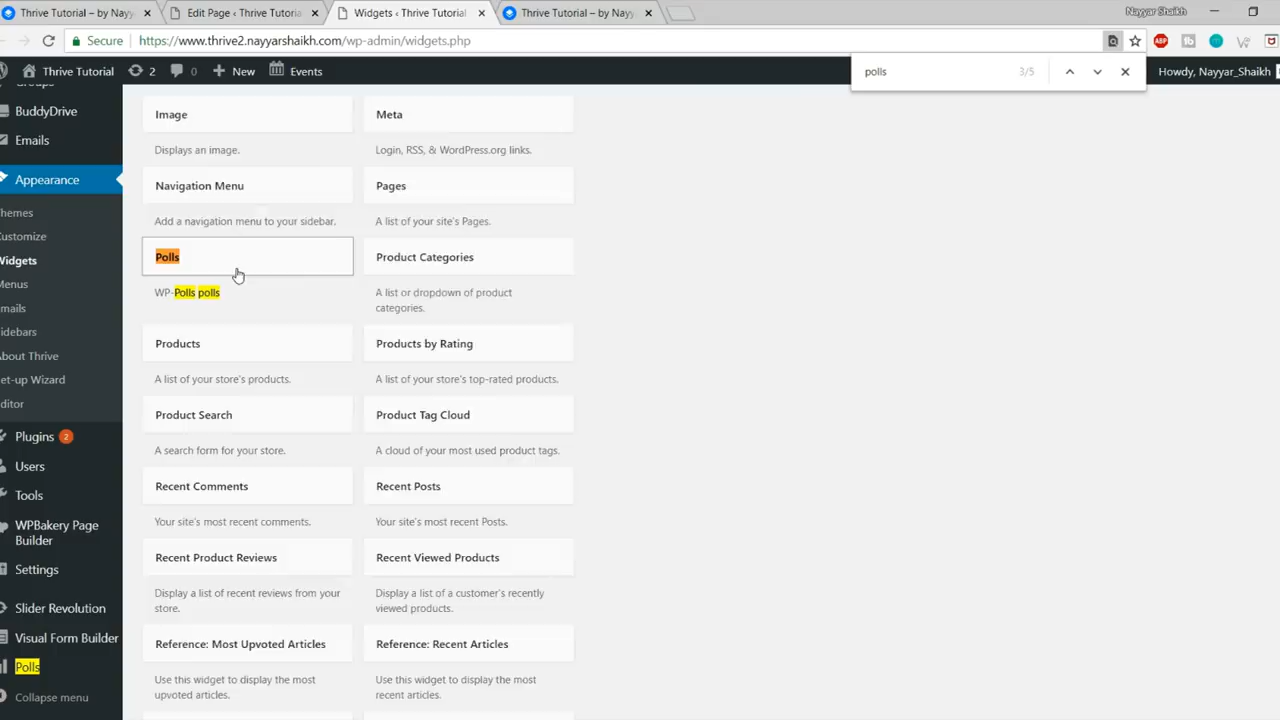 Thrive Tutorial – by Nayy
Edit Page ‹ Thrive Tutoria
Widgets ‹ Thrive Tutorial
Thrive Tutorial – by Nayy
Nayyar Shaikh
Secure
https://www.thrive2.nayyarshaikh.com/wp-admin/widgets.php
ABP
polls
3/5
Thrive Tutorial
2
0
New
Events
Howdy, Nayyar_Shaikh
Groups
BuddyDrive
Emails
Appearance
hemes
ustomize
Widgets
Menus
mails
idebars
About Thrive
et-up Wizard
ditor
Plugins 2
Users
Tools
WPBakery Page
Builder
Settings
Slider Revolution
Visual Form Builder
Polls
Collapse menu
Image
Displays an image.
Meta
Login, RSS, & WordPress.org links.
Navigation Menu
Add a navigation menu to your sidebar.
Pages
A list of your site's Pages.
Polls
WP-Polls polls
Product Categories
A list or dropdown of product
categories.
Products
A list of your store's products.
Products by Rating
A list of your store's top-rated products.
Product Search
A search form for your store.
Product Tag Cloud
A cloud of your most used product tags.
Recent Comments
Your site's most recent comments.
Recent Posts
Your site's most recent Posts.
Recent Product Reviews
Display a list of recent reviews from your
store.
Recent Viewed Products
Display a list of a customer's recently
viewed products.
Reference: Most Upvoted Articles
Use this widget to display the most
upvoted articles.
Reference: Recent Articles
Use this widget to display the most
recent articles.